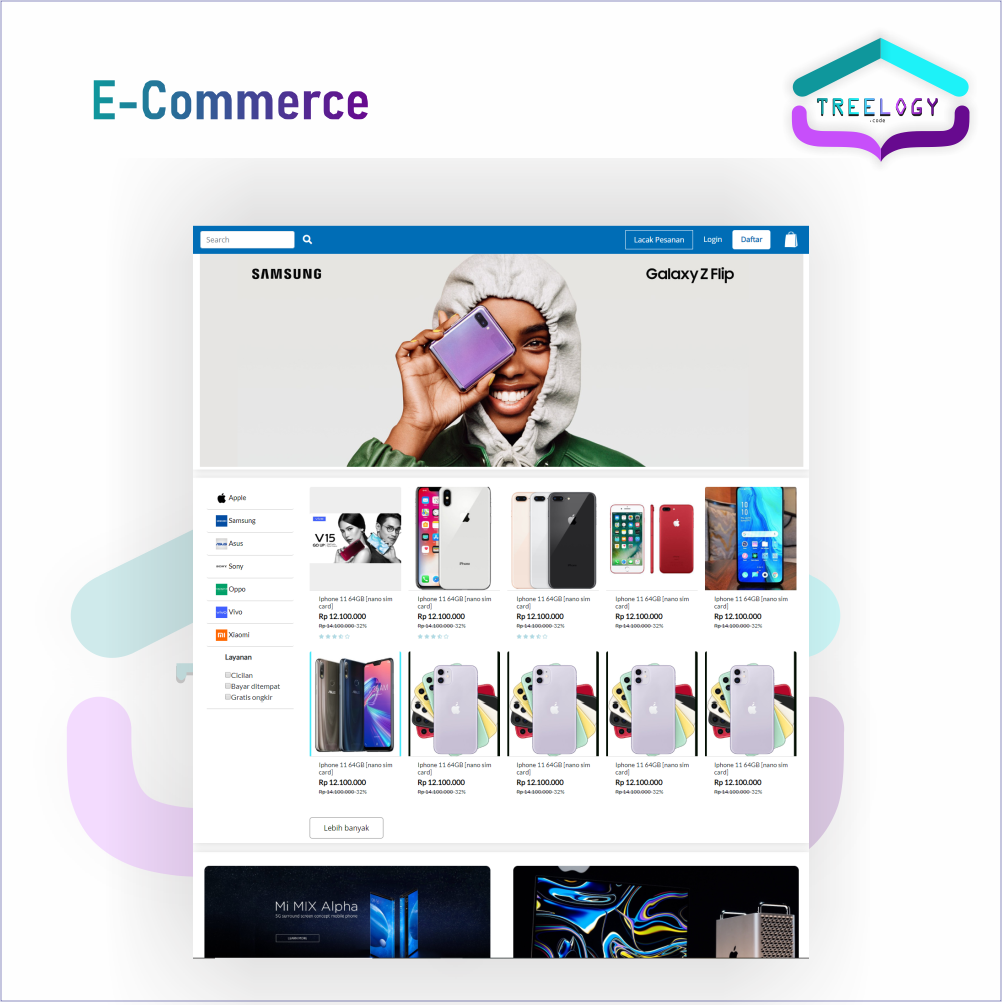 E-Commerce
TREELOGY
.code
Search
Lacak Pesanan
Login
Daftar
SAMSUNG
Galaxy Z Flip
Apple
Samsung
Asus
Sony
Oppo
Vivo
Xiaomi
Layanan
Cicilan
Bayar ditempat
Gratis ongkir
V15
Iphone 11 64GB [nano sim
card]
Rp 12.100.000
Rp 14.100.000-32%
Iphone 11 64GB [nano sim
card]
Rp 12.100.000
Rp 14.100.000-32%
Iphone 11 64GB [nano sim
card]
Rp 12.100.000
Rp 14.100.000-32%
Iphone 11 64GB [nano sim
card]
Rp 12.100.000
Rp 14.100.000-32%
Iphone 11 64GB [nano sim
card]
Rp 12.100.000
Rp 14.100.000-32%
Iphone 11 64GB [nano sim
card]
Rp 12.100.000
Rp 14.100.000-32%
Iphone 11 64GB [nano sim
card]
Rp 12.100.000
Rp 14.100.000-32%
Iphone 11 64GB [nano sim
card]
Rp 12.100.000
Rp 14.100.000-32%
Iphone 11 64GB [nano sim
card]
Rp 12.100.000
Rp 14.100.000-32%
Iphone 11 64GB [nano sim
card]
Rp 12.100.000
Rp 14.100.000-32%
Lebih banyak
Mi MIX Alpha
5G surround screen concept mobile phone
LEARN MORE